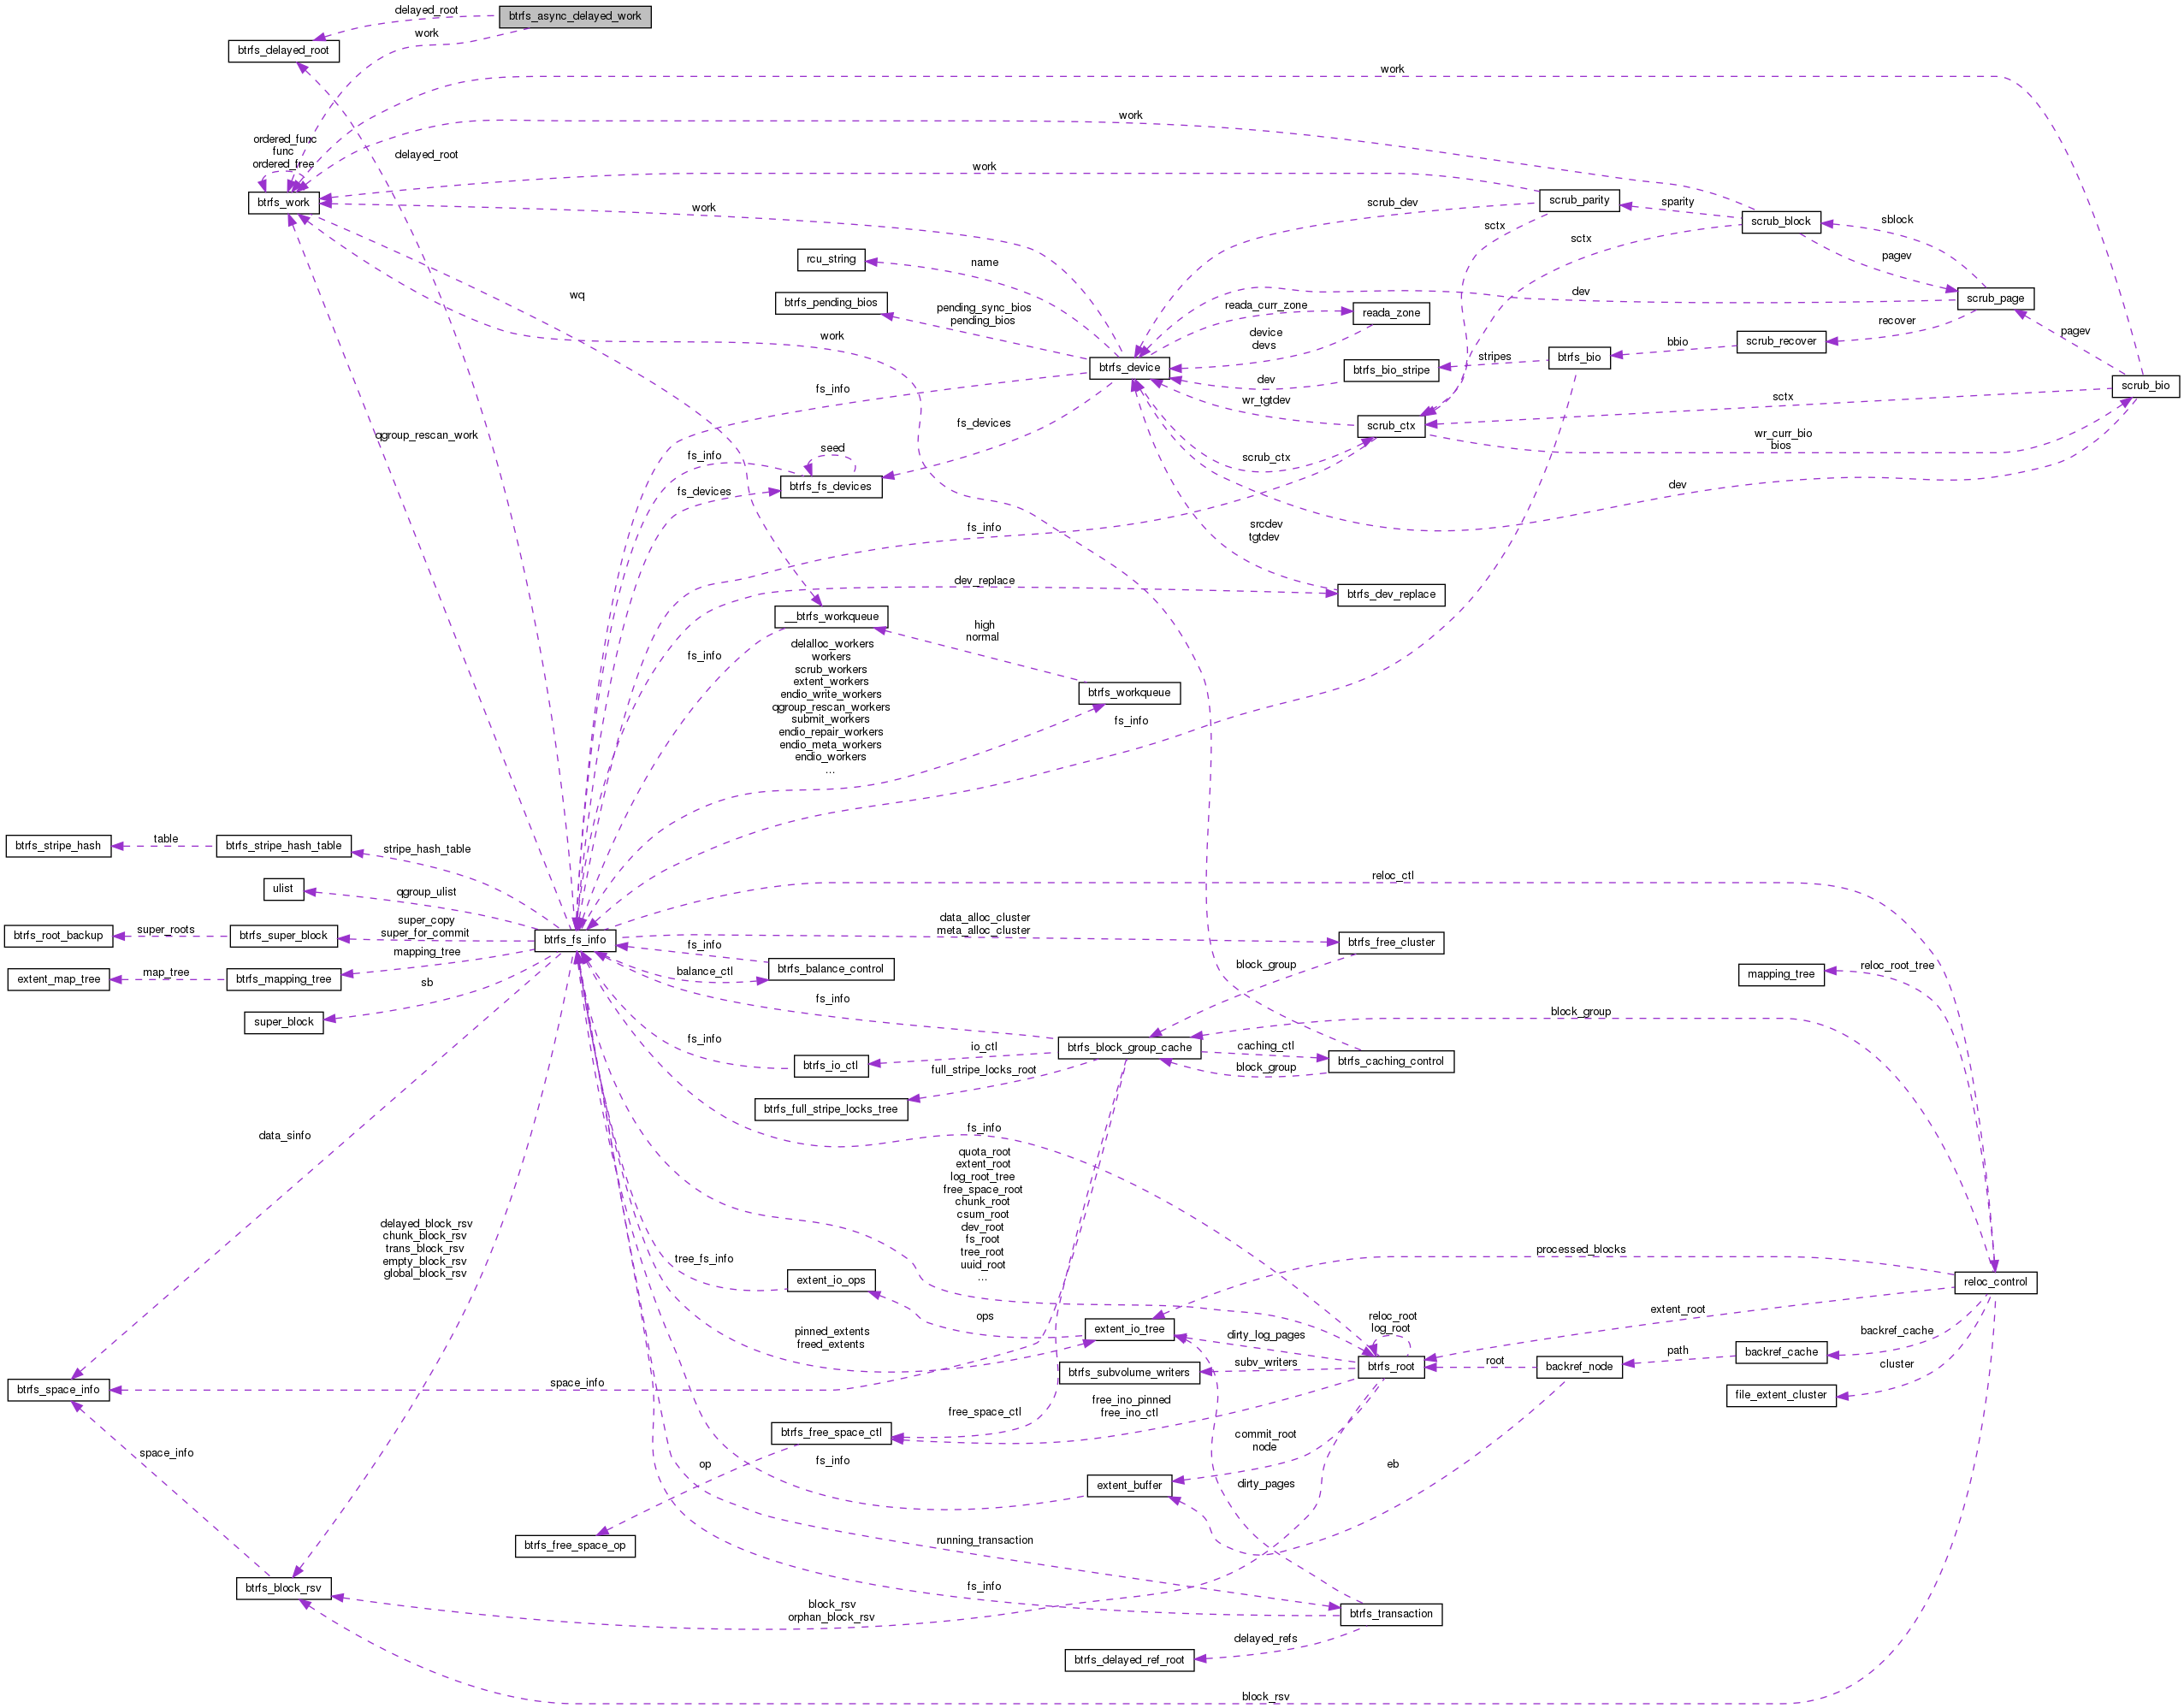 delayed_root
btrfs_async_delayed_work
work
btrfs_delayed_root
work
work
ordered_func
func
ordered_free
delayed_root
work
btrfs_work
work
scrub_dev
scrub_parity
sparity
scrub_block
sblock
sctx
sctx
pagev
rcu_string
name
wq
btrfs_pending_bios
pending_sync_bios
pending_bios
reada_curr_zone
reada_zone
dev
scrub_page
device
devs
work
recover
pagev
bbio
scrub_recover
stripes
btrfs_bio
btrfs_device
btrfs_bio_stripe
dev
scrub_bio
fs_info
wr_tgtdev
sctx
qgroup_rescan_work
fs_devices
scrub_ctx
wr_curr_bio
bios
seed
fs_info
scrub_ctx
btrfs_fs_devices
fs_devices
dev
fs_info
srcdev
tgtdev
dev_replace
btrfs_dev_replace
__btrfs_workqueue
high
normal
fs_info
delalloc_workers
workers
scrub_workers
extent_workers
endio_write_workers
qgroup_rescan_workers
submit_workers
endio_repair_workers
endio_meta_workers
endio_workers
...
btrfs_workqueue
fs_info
btrfs_stripe_hash
table
btrfs_stripe_hash_table
stripe_hash_table
ulist
qgroup_ulist
reloc_ctl
btrfs_root_backup
super_roots
btrfs_super_block
super_copy
super_for_commit
btrfs_fs_info
data_alloc_cluster
meta_alloc_cluster
btrfs_free_cluster
mapping_tree
fs_info
extent_map_tree
map_tree
btrfs_mapping_tree
balance_ctl
btrfs_balance_control
block_group
mapping_tree
reloc_root_tree
sb
super_block
fs_info
block_group
btrfs_block_group_cache
fs_info
io_ctl
caching_ctl
btrfs_io_ctl
btrfs_caching_control
full_stripe_locks_root
block_group
btrfs_full_stripe_locks_tree
data_sinfo
fs_info
quota_root
extent_root
log_root_tree
free_space_root
chunk_root
csum_root
dev_root
fs_root
tree_root
uuid_root
...
delayed_block_rsv
chunk_block_rsv
trans_block_rsv
empty_block_rsv
global_block_rsv
tree_fs_info
extent_io_ops
processed_blocks
reloc_control
ops
extent_root
pinned_extents
freed_extents
extent_io_tree
dirty_log_pages
reloc_root
log_root
backref_cache
subv_writers
root
path
backref_cache
btrfs_subvolume_writers
btrfs_root
backref_node
cluster
btrfs_space_info
space_info
file_extent_cluster
free_ino_pinned
free_ino_ctl
free_space_ctl
btrfs_free_space_ctl
commit_root
node
space_info
op
fs_info
eb
extent_buffer
dirty_pages
btrfs_free_space_op
running_transaction
btrfs_block_rsv
fs_info
block_rsv
orphan_block_rsv
btrfs_transaction
delayed_refs
btrfs_delayed_ref_root
block_rsv